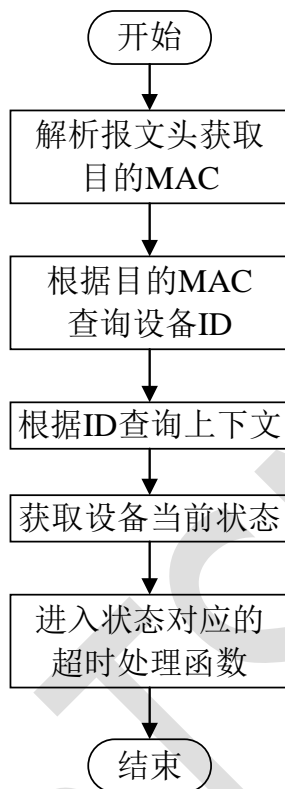 开始
解析报文头获取
目的MAC
根据目的MAC
查询设备ID
根据ID查询上下文
获取设备当前状态
进入状态对应的
超时处理函数
结束